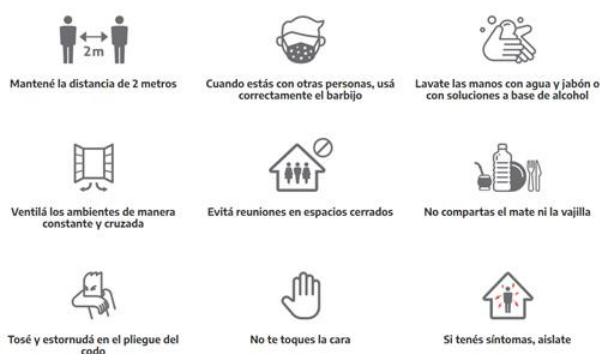 2m
Mantené la distancia de 2 metros
Cuando estás con otras personas, usá
correctamente el barbijo
Lavate las manos con agua y jabón o
con soluciones a base de alcohol
Ventilá los ambientes de manera
constante y cruzada
Evitá reuniones en espacios cerrados
No compartas el mate ni la vajilla
Tosé y estornudá en el pliegue del
codo
No te toques la cara
Si tenés síntomas, aislate